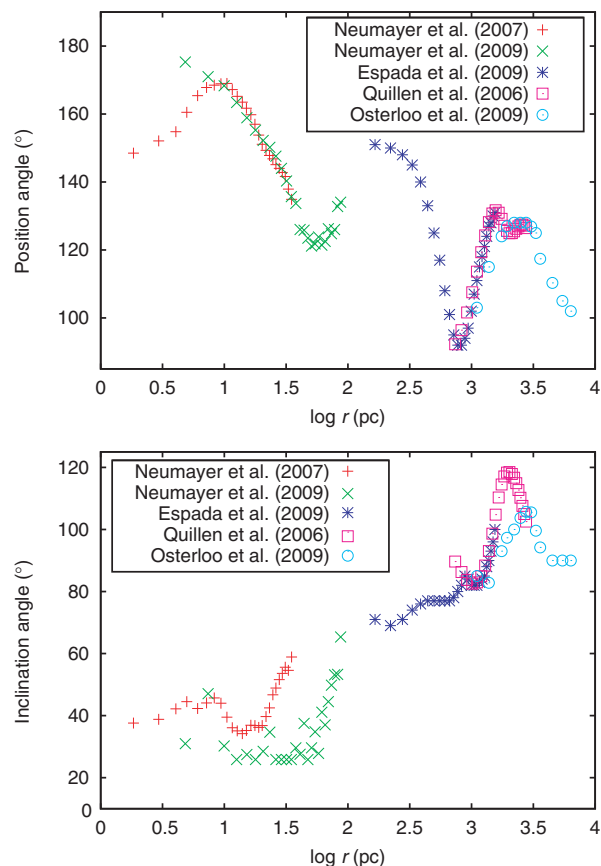 180
160
140
120
100
Position angle (°)
Neumayer et al. (2007)
Neumayer et al. (2009)
Espada et al. (2009)
Quillen et al. (2006)
Osterloo et al. (2009)
0 0.5 1 1.5 2 2.5 3 3.5 4
log r (pc)
120
100
80
60
40
20
0
Inclination angle (°)
Neumayer et al. (2007)
Neumayer et al. (2009)
Espada et al. (2009)
Quillen et al. (2006)
Osterloo et al. (2009)
0 0.5 1 1.5 2 2.5 3 3.5 4
log r (pc)